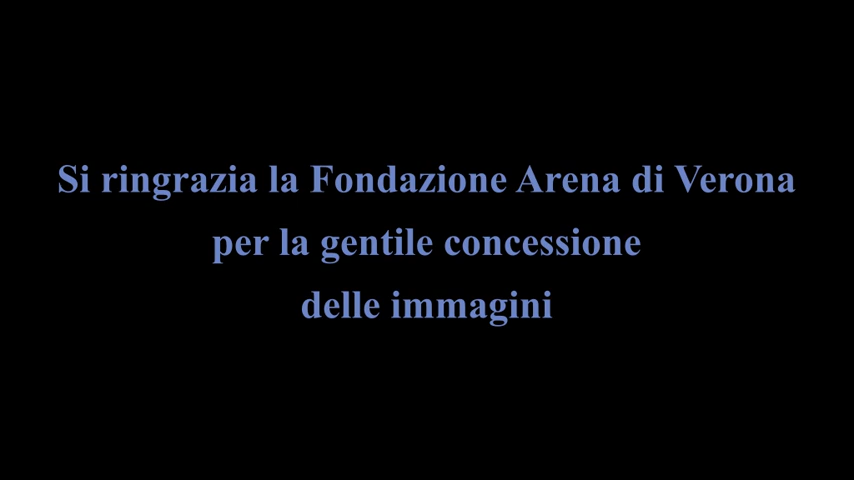 Si ringrazia la Fondazione Arena di Verona
per la gentile concessione
delle immagini